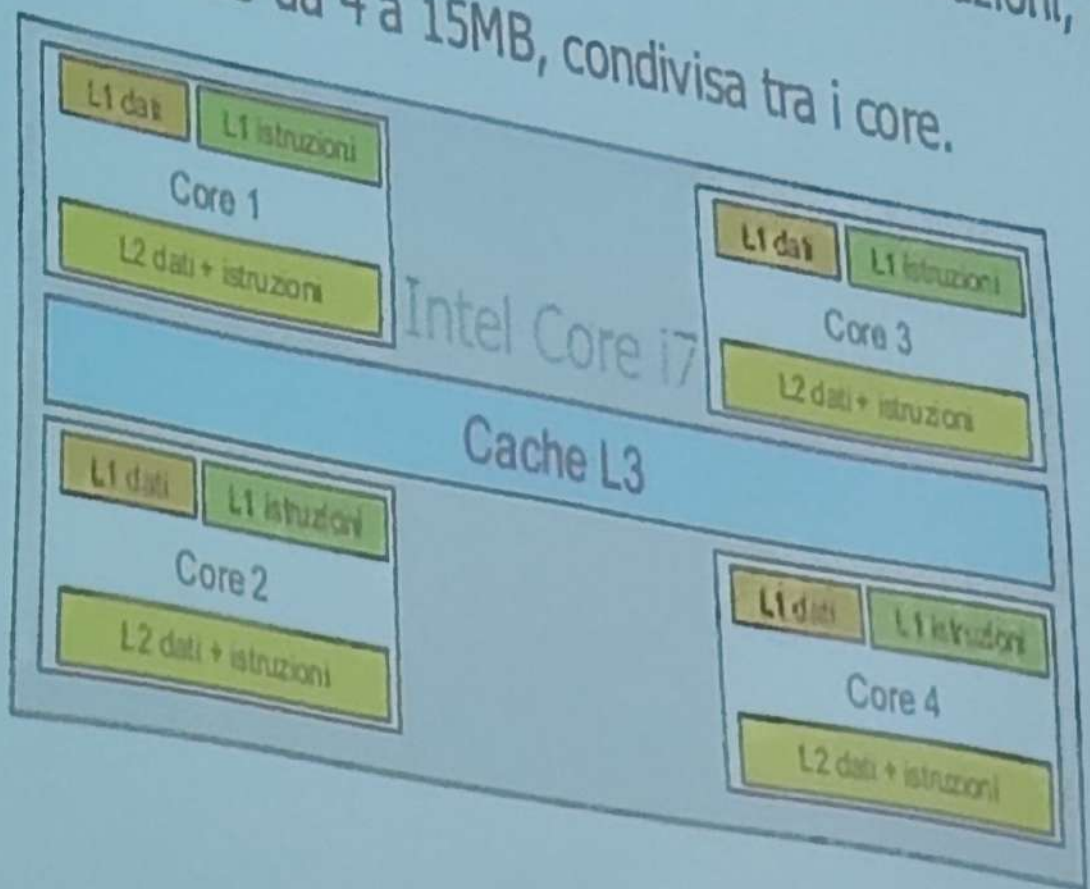 a 15MB, condivisa tra i core.
L1 dati L1 istruzioni
Core 1
L2 dati + istruzioni
L1 dati L1 istruzioni
Core 3
L2 dati + istruzioni
Intel Core i7
Cache L3
L1 dati L1 istruzioni
Core 2
L2 dati + istruzioni
L1 dati L1 istruzioni
Core 4
L2 dati + istruzioni